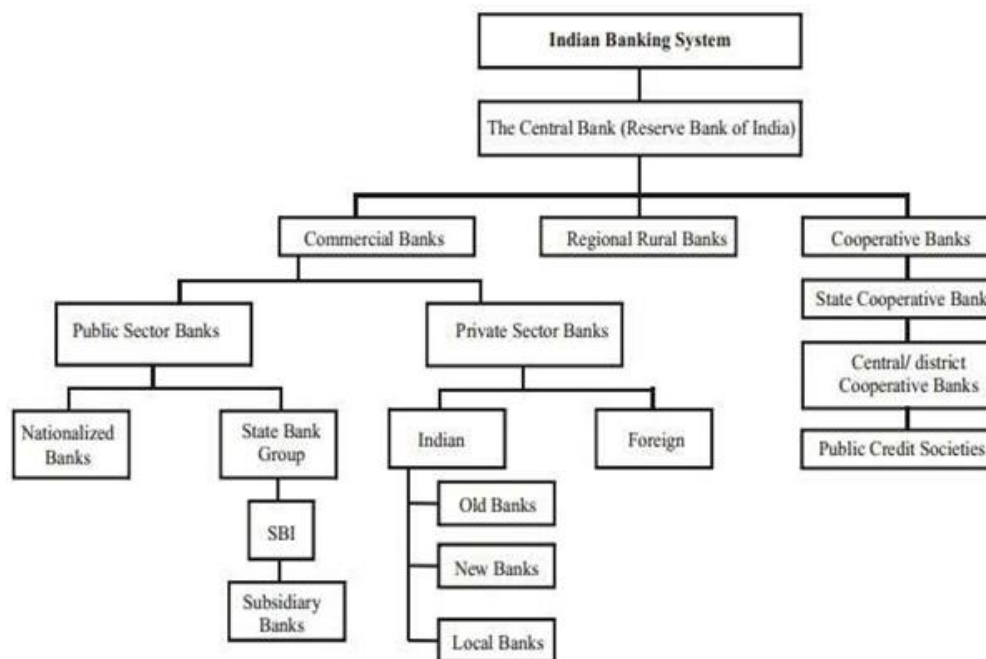 Indian Banking System
The Central Bank (Reserve Bank of India)
Commercial Banks
Regional Rural Banks
Cooperative Banks
State Cooperative Bank
Public Sector Banks
Private Sector Banks
Central/ district
Cooperative Banks
Nationalized
Banks
State Bank
Group
Indian
Foreign
Public Credit Societies
Old Banks
SBI
New Banks
Subsidiary
Banks
Local Banks